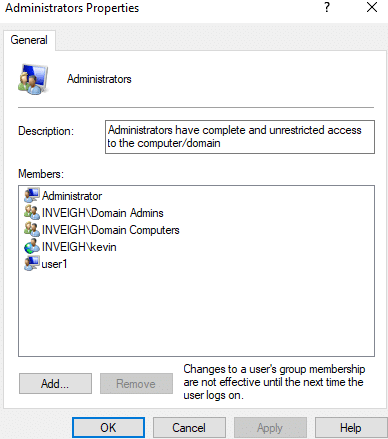 Administrators Properties
?
General
Administrators
Description:
Administrators have complete and unrestricted access
to the computer/domain
Members:
Administrator
INVEIGH\Domain Admins
INVEIGH\Domain Computers
INVEIGH\kevin
user1
Add...
Remove
Changes to a user's group membership
are not effective until the next time the
user logs on.
OK
Cancel
Apply
Help